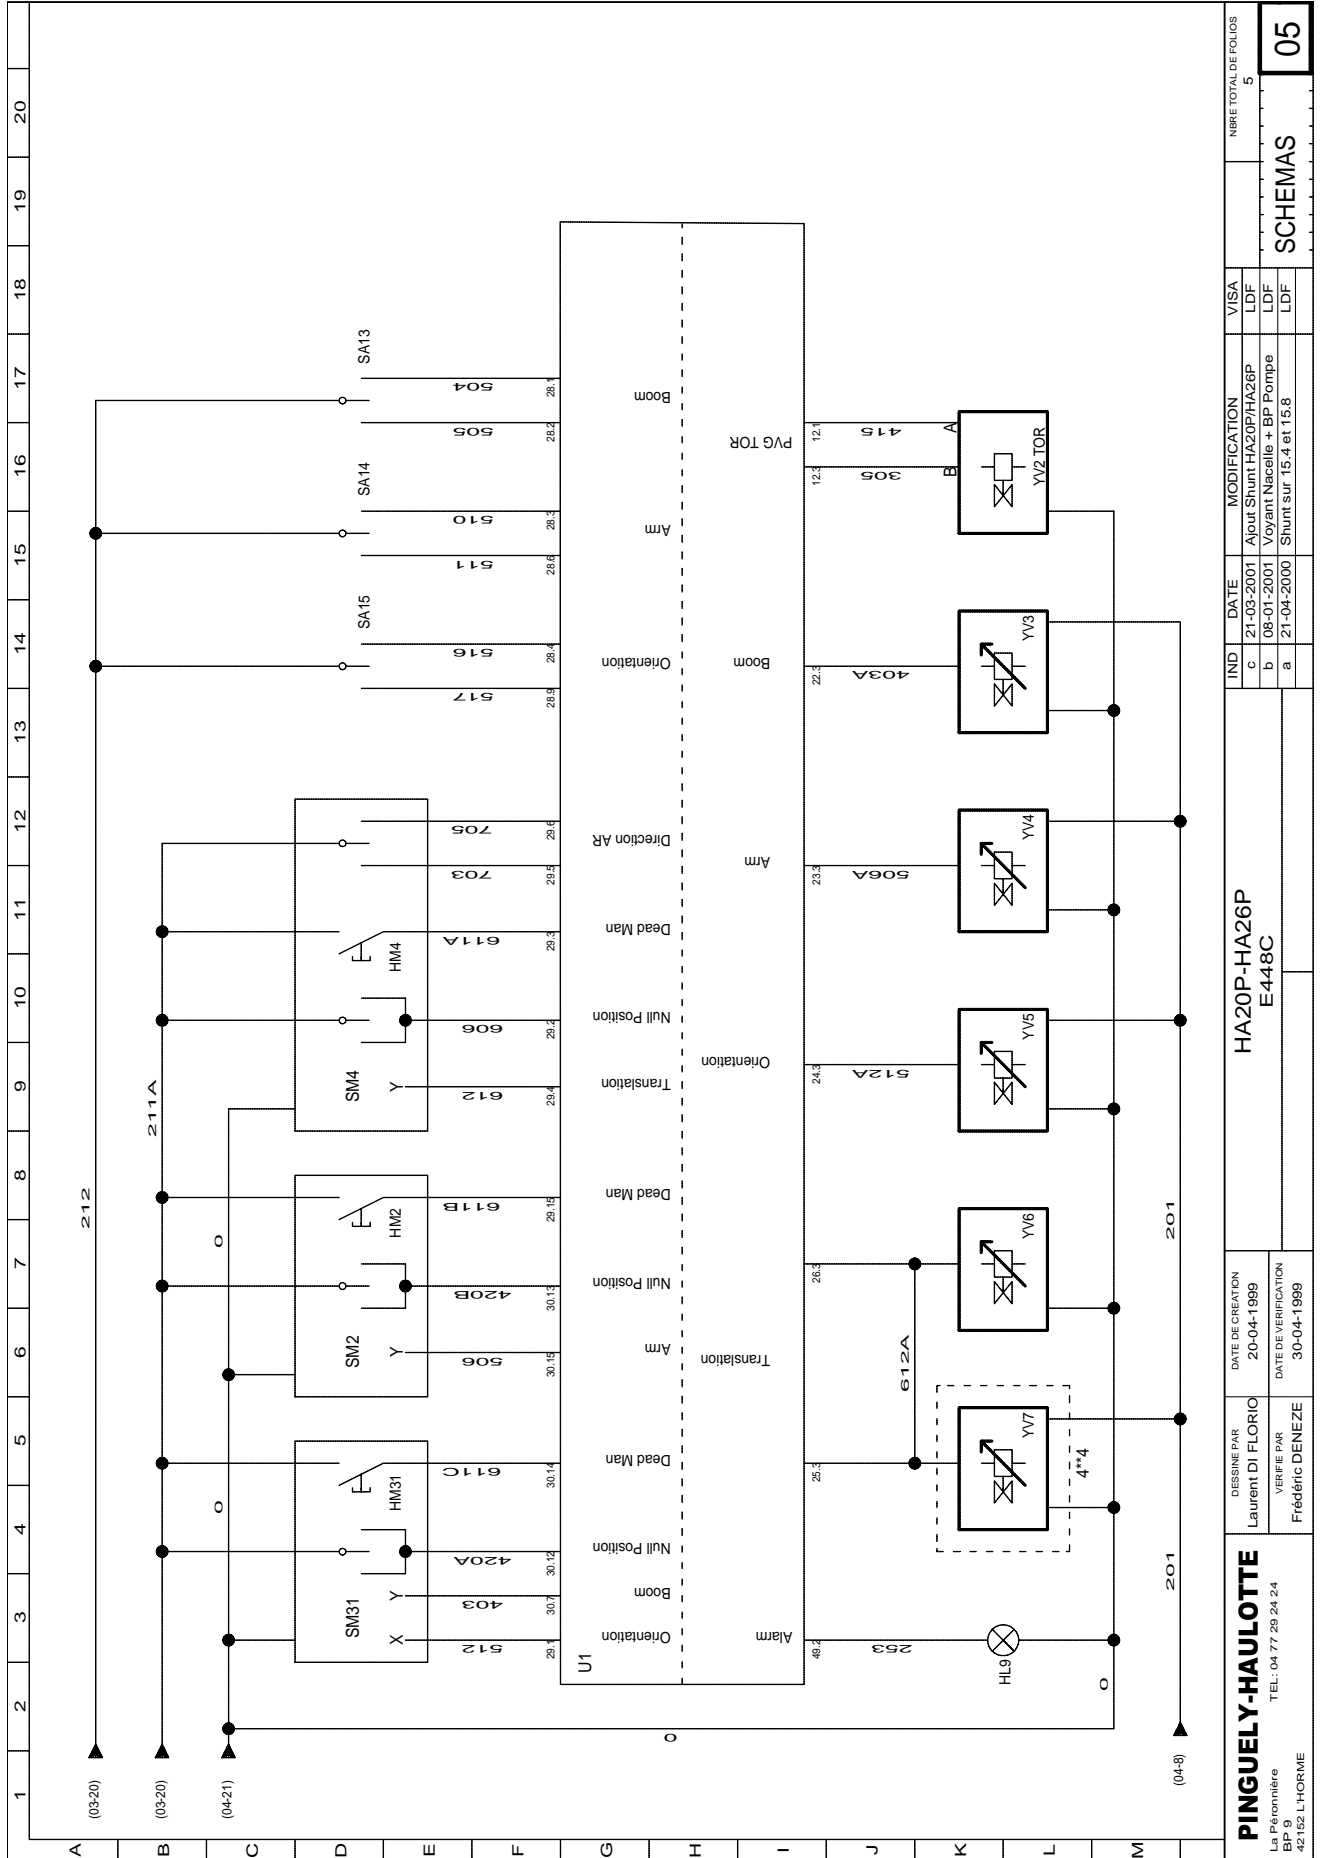 1 2 3 4 5 6 7 8 9 10 11 12 13 14 15 16 17 18 19 20
A
B
C
D
E
F
G
H
I
J
K
L
M
(03-20)
212
(03-20)
211A
(04-21)
0
0
SM31
X
Y
HM31
SM2
Y
HM2
SM4
Y
HM4
SA15
SA14
SA13
512
403
420A
611C
506
420B
611B
612
606
611A
703
705
517
516
511
510
505
504
29.1
30.7
30.12
30.14
30.15
30.13
29.15
29.4
29.2
29.3
29.5
29.6
28.9
28.4
28.6
28.3
28.2
28.1
U1
Orientation
Boom
Null Position
Dead Man
Arm
Null Position
Dead Man
Translation
Null Position
Dead Man
Direction AR
Orientation
Arm
Boom
0
Alarm
Translation
Orientation
Arm
Boom
PVG TOR
49.2
25.3
26.3
24.3
23.3
22.3
12.3
12.1
253
612A
512A
506A
403A
305
415
B
A
HL9
YV7
YV6
YV5
YV4
YV3
YV2 TOR
4**4
0
(04-8)
201
201
PINGUELY-HAULOTTE
La Péronnière
BP 9
42152 L'HORME
TEL: 04 77 29 24 24
DESSINE PAR
Laurent DI FLORIO
VERIFIE PAR
Frédéric DENEZE
DATE DE CREATION
20-04-1999
DATE DE VERIFICATION
30-04-1999
HA20P-HA26P
E448C
IND DATE MODIFICATION VISA
c 21-03-2001 Ajout Shunt HA20P/HA26P LDF
b 08-01-2001 Voyant Nacelle + BP Pompe LDF
a 21-04-2000 Shunt sur 15.4 et 15.8 LDF
NBRE TOTAL DE FOLIOS
5
SCHEMAS
05